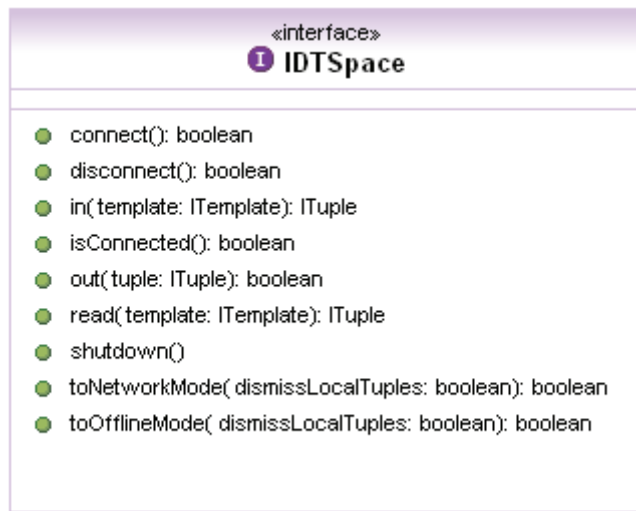 «interface»
I IDTSpace
connect(): boolean
disconnect(): boolean
in(template: ITemplate): ITuple
isConnected(): boolean
out(tuple: ITuple): boolean
read(template: ITemplate): ITuple
shutdown()
toNetworkMode( dismissLocalTuples: boolean): boolean
toOfflineMode( dismissLocalTuples: boolean): boolean